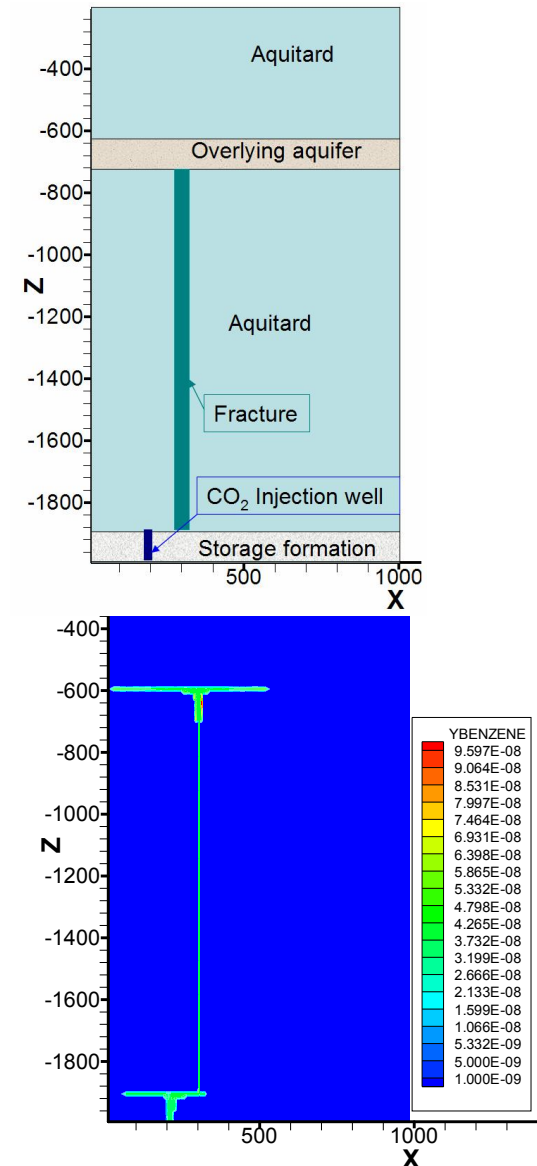 Aquitard
-400
-600
Overlying aquifer
-800
-1000
Z
-1200
Aquitard
-1400
Fracture
-1600
CO₂ Injection well
-1800
Storage formation
500
1000
X
-400
-600
YBENZENE
9.597E-08
9.064E-08
8.531E-08
7.997E-08
7.464E-08
6.931E-08
6.398E-08
5.865E-08
5.332E-08
4.798E-08
4.265E-08
3.732E-08
3.199E-08
2.666E-08
2.133E-08
1.599E-08
1.066E-08
5.332E-09
5.000E-09
1.000E-09
-800
-1000
Z
-1200
-1400
-1600
-1800
500
1000
X